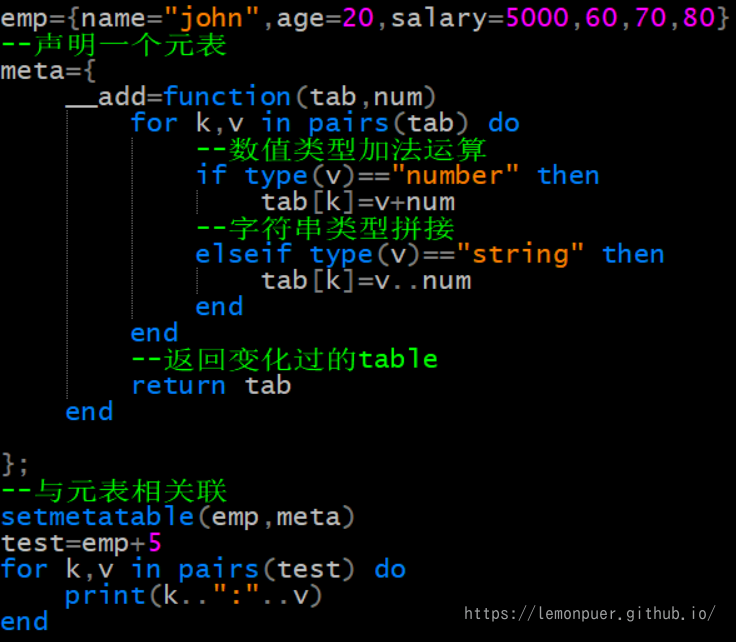 emp={name="john",age=20,salary=5000,60,70,80}
--声明一个元表
meta={
    __add=function(tab,num)
        for k,v in pairs(tab) do
            --数值类型加法运算
            if type(v)=="number" then
                tab[k]=v+num
            --字符串类型拼接
            elseif type(v)=="string" then
                tab[k]=v..num
            end
        end
        --返回变化过的table
        return tab
    end
};
--与元表相关联
setmetatable(emp,meta)
test=emp+5
for k,v in pairs(test) do
    print(k..":"..v)
end
https://lemonpuer.github.io/